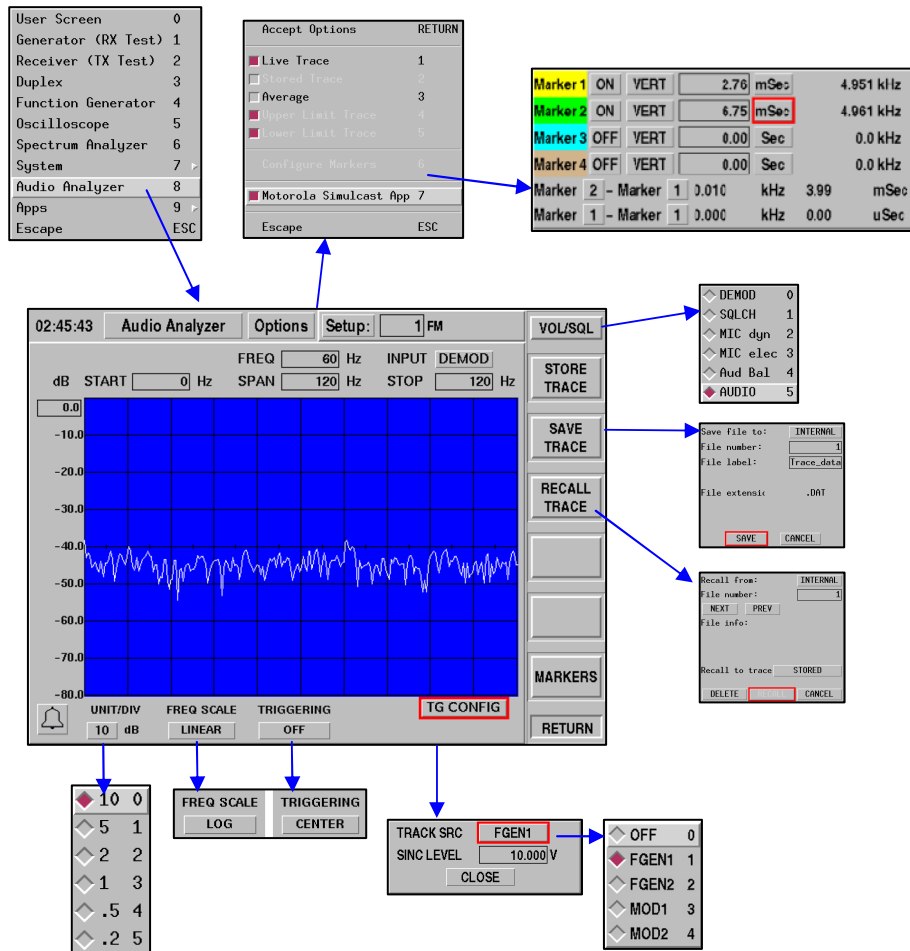 User Screen 0
Generator (RX Test) 1
Receiver (TX Test) 2
Duplex 3
Function Generator 4
Oscilloscope 5
Spectrum Analyzer 6
System 7
Audio Analyzer 8
Apps 9
Escape ESC
Accept Options RETURN
Live Trace 1
Stored Trace 2
Average 3
Upper Limit Trace 4
Lower Limit Trace 5
Configure Markers 6
Motorola Simulcast App 7
Escape ESC
Marker 1 ON VERT 2.76 mSec 4.951 kHz
Marker 2 ON VERT 6.75 mSec 4.961 kHz
Marker 3 OFF VERT 0.00 Sec 0.0 kHz
Marker 4 OFF VERT 0.00 Sec 0.0 kHz
Marker 2 - Marker 1 0.010 kHz 3.99 mSec
Marker 1 - Marker 1 0.000 kHz 0.00 uSec
02:45:43 Audio Analyzer Options Setup: 1 FM
FREQ 60 Hz INPUT DEMOD
dB START 0 Hz SPAN 120 Hz STOP 120 Hz
0.0
-10.0
-20.0
-30.0
-40.0
-50.0
-60.0
-70.0
-80.0
UNIT/DIV FREQ SCALE TRIGGERING TG CONFIG
10 dB LINEAR OFF
VOL/SQL
STORE
TRACE
SAVE
TRACE
RECALL
TRACE
MARKERS
RETURN
DEMOD 0
SQLCH 1
MIC dyn 2
MIC elec 3
Aud Bal 4
AUDIO 5
Save file to: INTERNAL
File number: 1
File label: Trace_data
File extensic .DAT
SAVE CANCEL
Recall from: INTERNAL
File number: 1
NEXT PREV
File info:
Recall to trace STORED
DELETE RECALL CANCEL
10 0
5 1
2 2
1 3
.5 4
.2 5
FREQ SCALE TRIGGERING
LOG CENTER
TRACK SRC FGEN1
SINC LEVEL 10.000 V
CLOSE
OFF 0
FGEN1 1
FGEN2 2
MOD1 3
MOD2 4